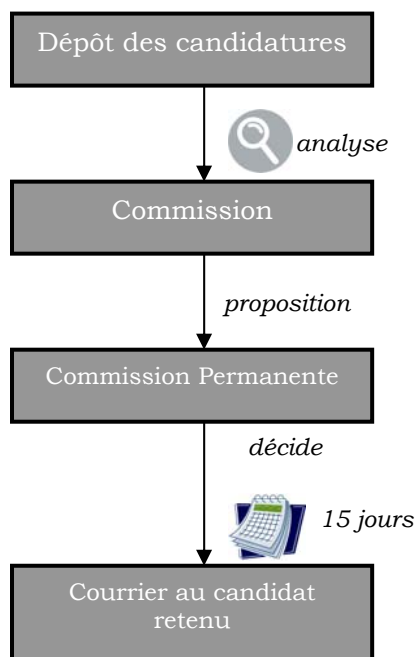 Dépôt des candidatures
analyse
Commission
proposition
Commission Permanente
décide
15 jours
Courrier au candidat
retenu